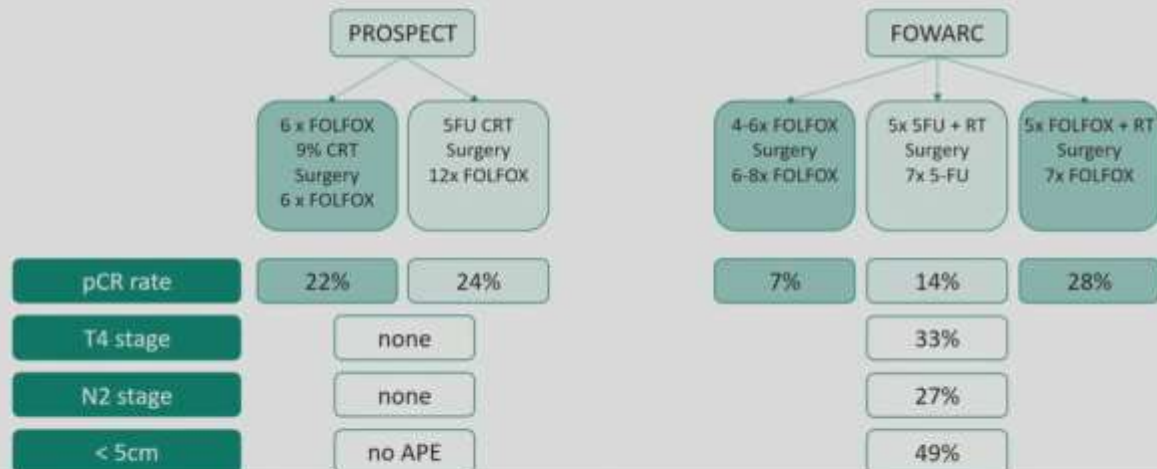 PROSPECT
FOWARC
6 x FOLFOX
9% CRT
Surgery
6 x FOLFOX
5FU CRT
Surgery
12x FOLFOX
4-6x FOLFOX
Surgery
6-8x FOLFOX
5x 5FU + RT
Surgery
7x 5-FU
5x FOLFOX + RT
Surgery
7x FOLFOX
pCR rate
22%
24%
7%
14%
28%
T4 stage
none
33%
N2 stage
none
27%
< 5cm
no APE
49%